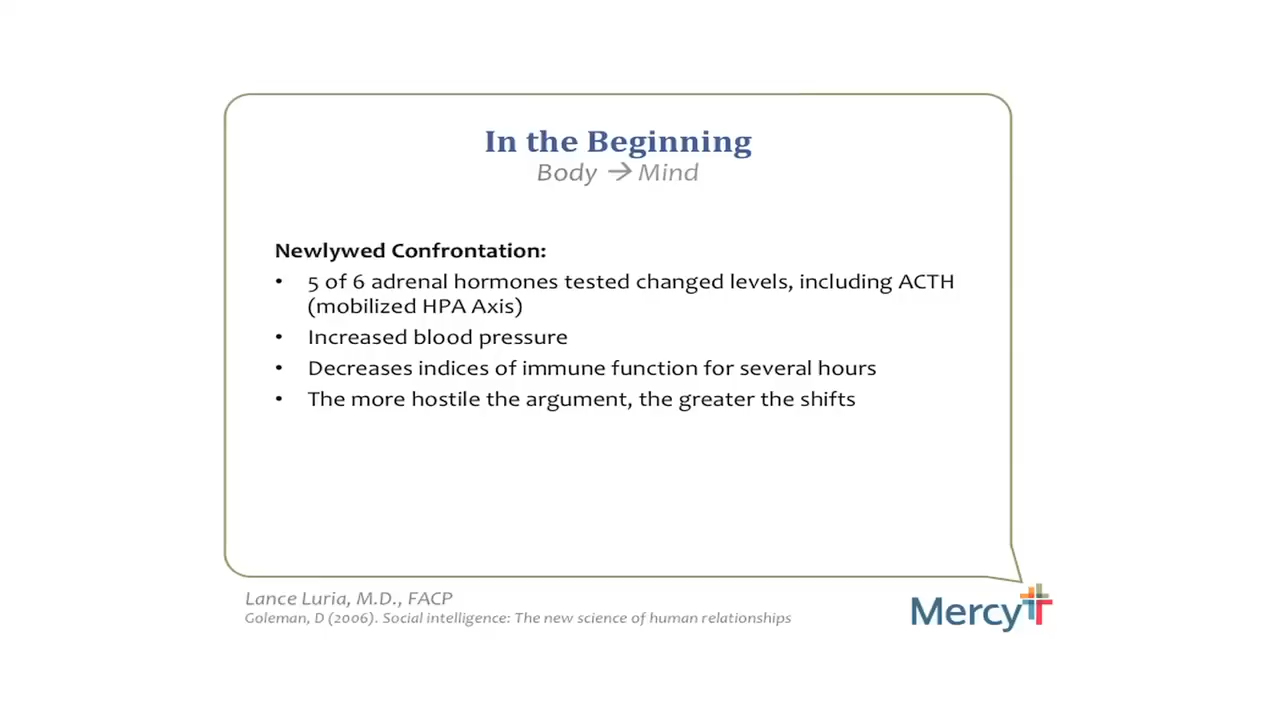 In the Beginning
Body → Mind
Newlywed Confrontation:
• 5 of 6 adrenal hormones tested changed levels, including ACTH
(mobilized HPA Axis)
• Increased blood pressure
• Decreases indices of immune function for several hours
• The more hostile the argument, the greater the shifts
Lance Luria, M.D., FACP
Goleman, D (2006). Social intelligence: The new science of human relationships
Mercy